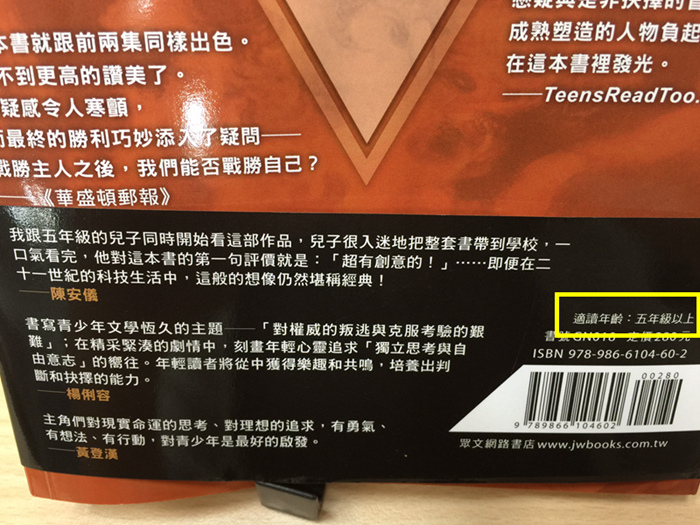 本書就跟前兩集同樣出色。
不到更高的讚美了。
疑感令人寒顫，
最終的勝利巧妙添入了疑問——
戰勝主人之後，我們能否戰勝自己？
——《華盛頓郵報》
成熟塑造的人物負起
在這本書裡發光。
——TeensReadToo.
我跟五年級的兒子同時開始看這部作品，兒子很入迷地把整套書帶到學校，一
口氣看完，他對這本書的第一句評價就是：「超有創意的！」……即便在二
十一世紀的科技生活中，這般的想像仍然堪稱經典！
——陳安儀
書寫青少年文學恆久的主題——「對權威的叛逃與克服考驗的艱
難」；在精采緊湊的劇情中，刻畫年輕心靈追求「獨立思考與自
由意志」的嚮往。年輕讀者將從中獲得樂趣和共鳴，培養出判
斷和抉擇的能力。
——楊俐容
主角們對現實命運的思考、對理想的追求，有勇氣、
有想法、有行動，對青少年是最好的啟發。
——黃登漢
適讀年齡：五年級以上
書號 GN018 定價 280元
ISBN 978-986-6104-60-2
00280
9 789866 104602
眾文網路書店 www.jwbooks.com.tw